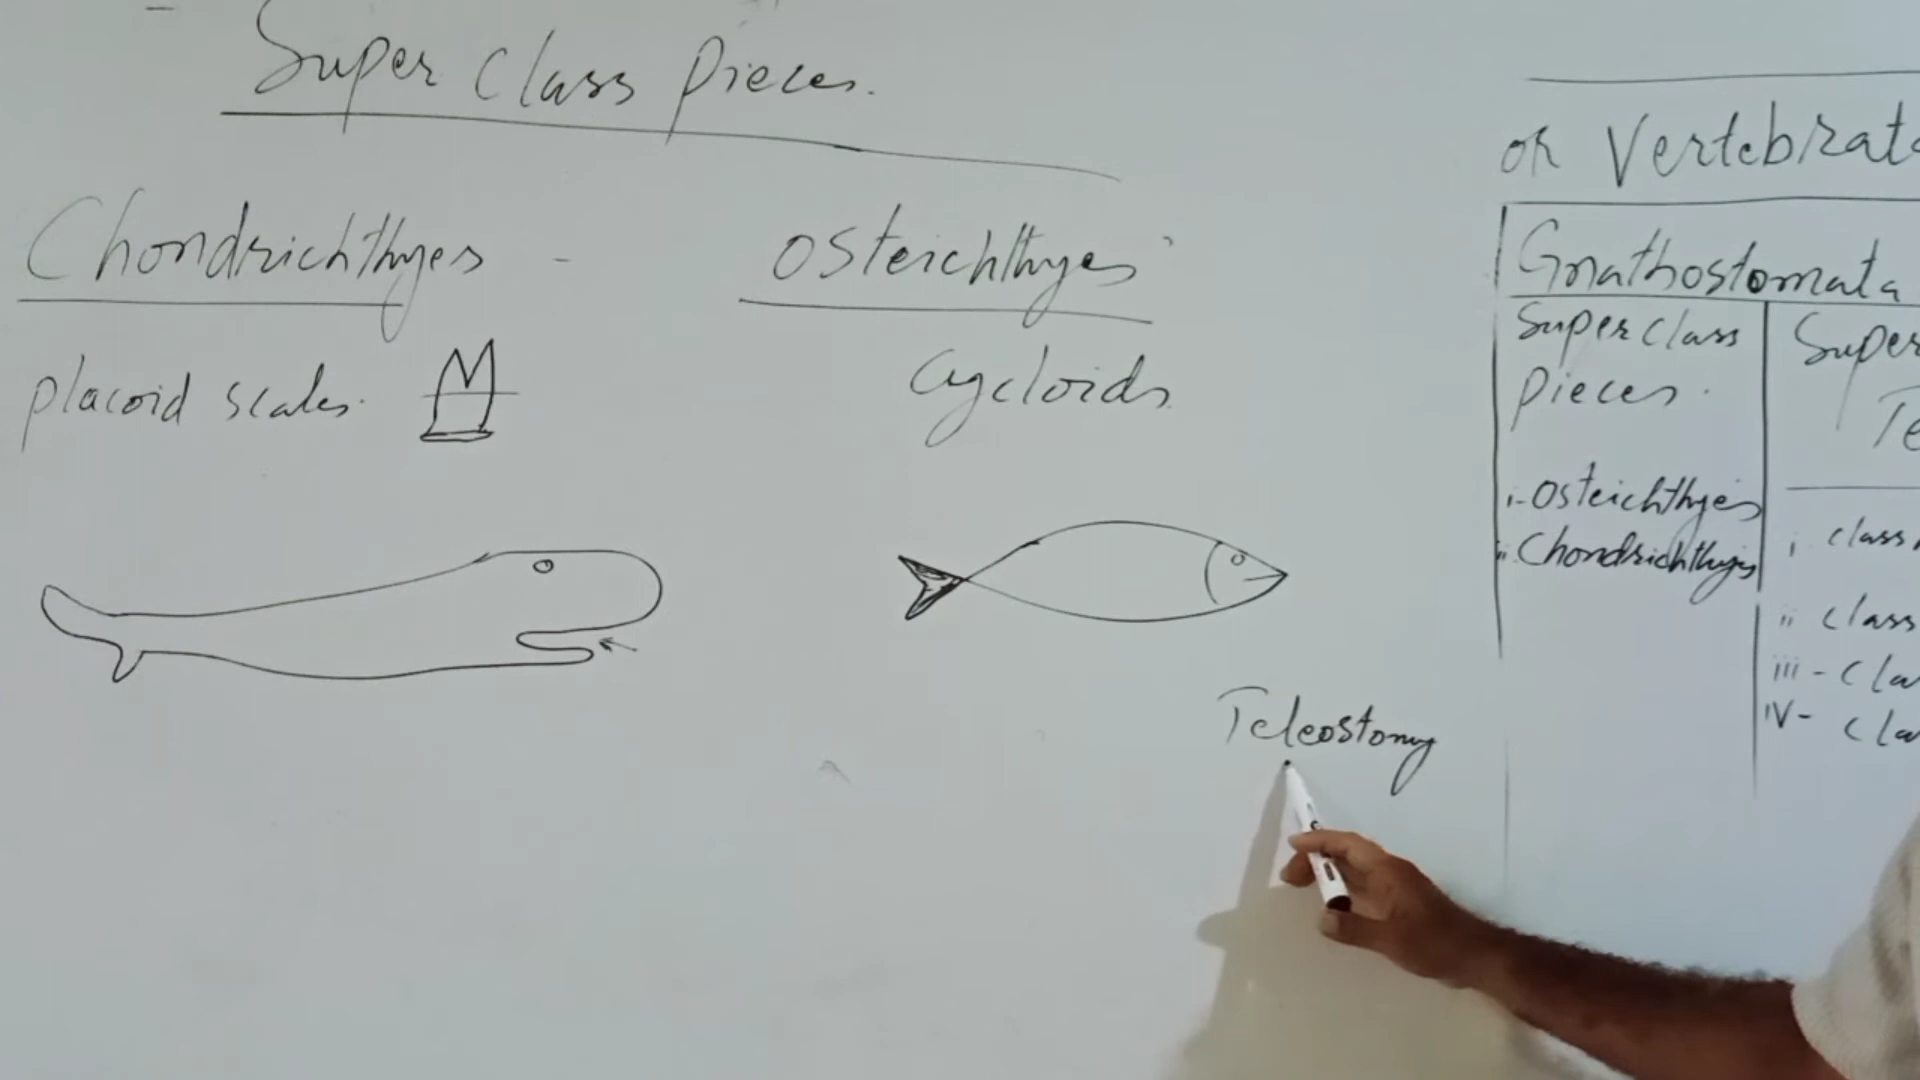 Super Class Pieces.
Chondrichthyes -
Osteichthyes
placoid scales.
Cycloids
Teleostomy
or Vertebrata
Gnathostomata
Super class
Pieces.
i- Osteichthyes
ii. Chondrichthyes
Super
Te
i class
ii class
iii - Cla
iv - Cla